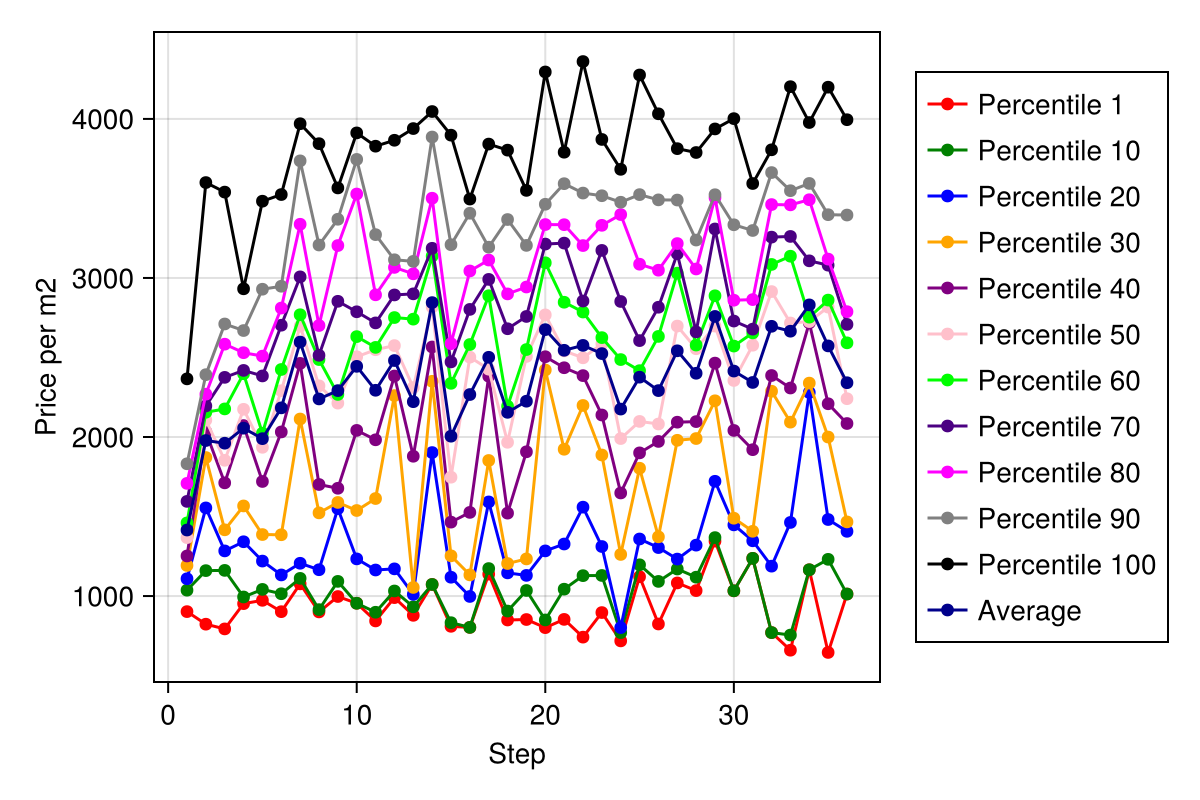 4000
3000
2000
1000
Price per m2
0 10 20 30
Step
Percentile 1
Percentile 10
Percentile 20
Percentile 30
Percentile 40
Percentile 50
Percentile 60
Percentile 70
Percentile 80
Percentile 90
Percentile 100
Average